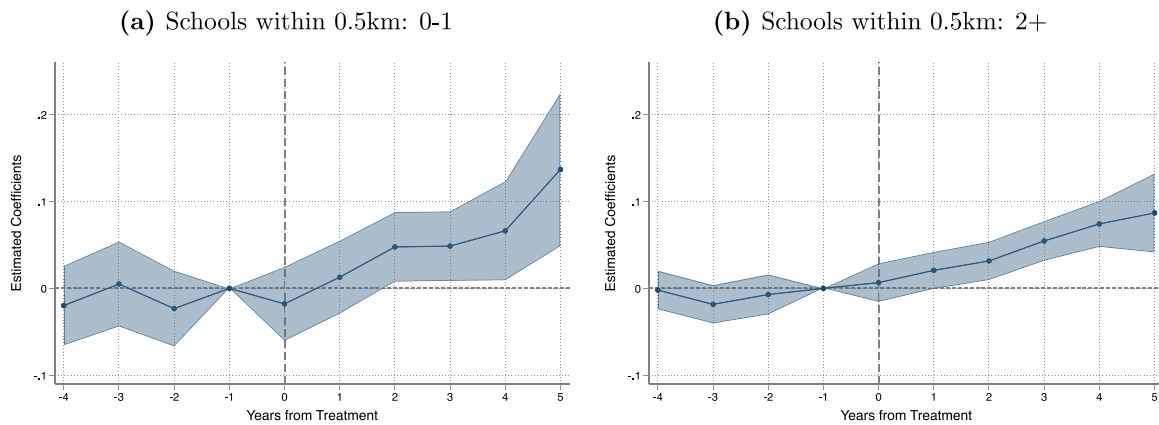 (a) Schools within 0.5km: 0-1
.2
.1
0
-.1
Estimated Coefficients
-4 -3 -2 -1 0 1 2 3 4 5
Years from Treatment
(b) Schools within 0.5km: 2+
.2
.1
0
-.1
Estimated Coefficients
-4 -3 -2 -1 0 1 2 3 4 5
Years from Treatment